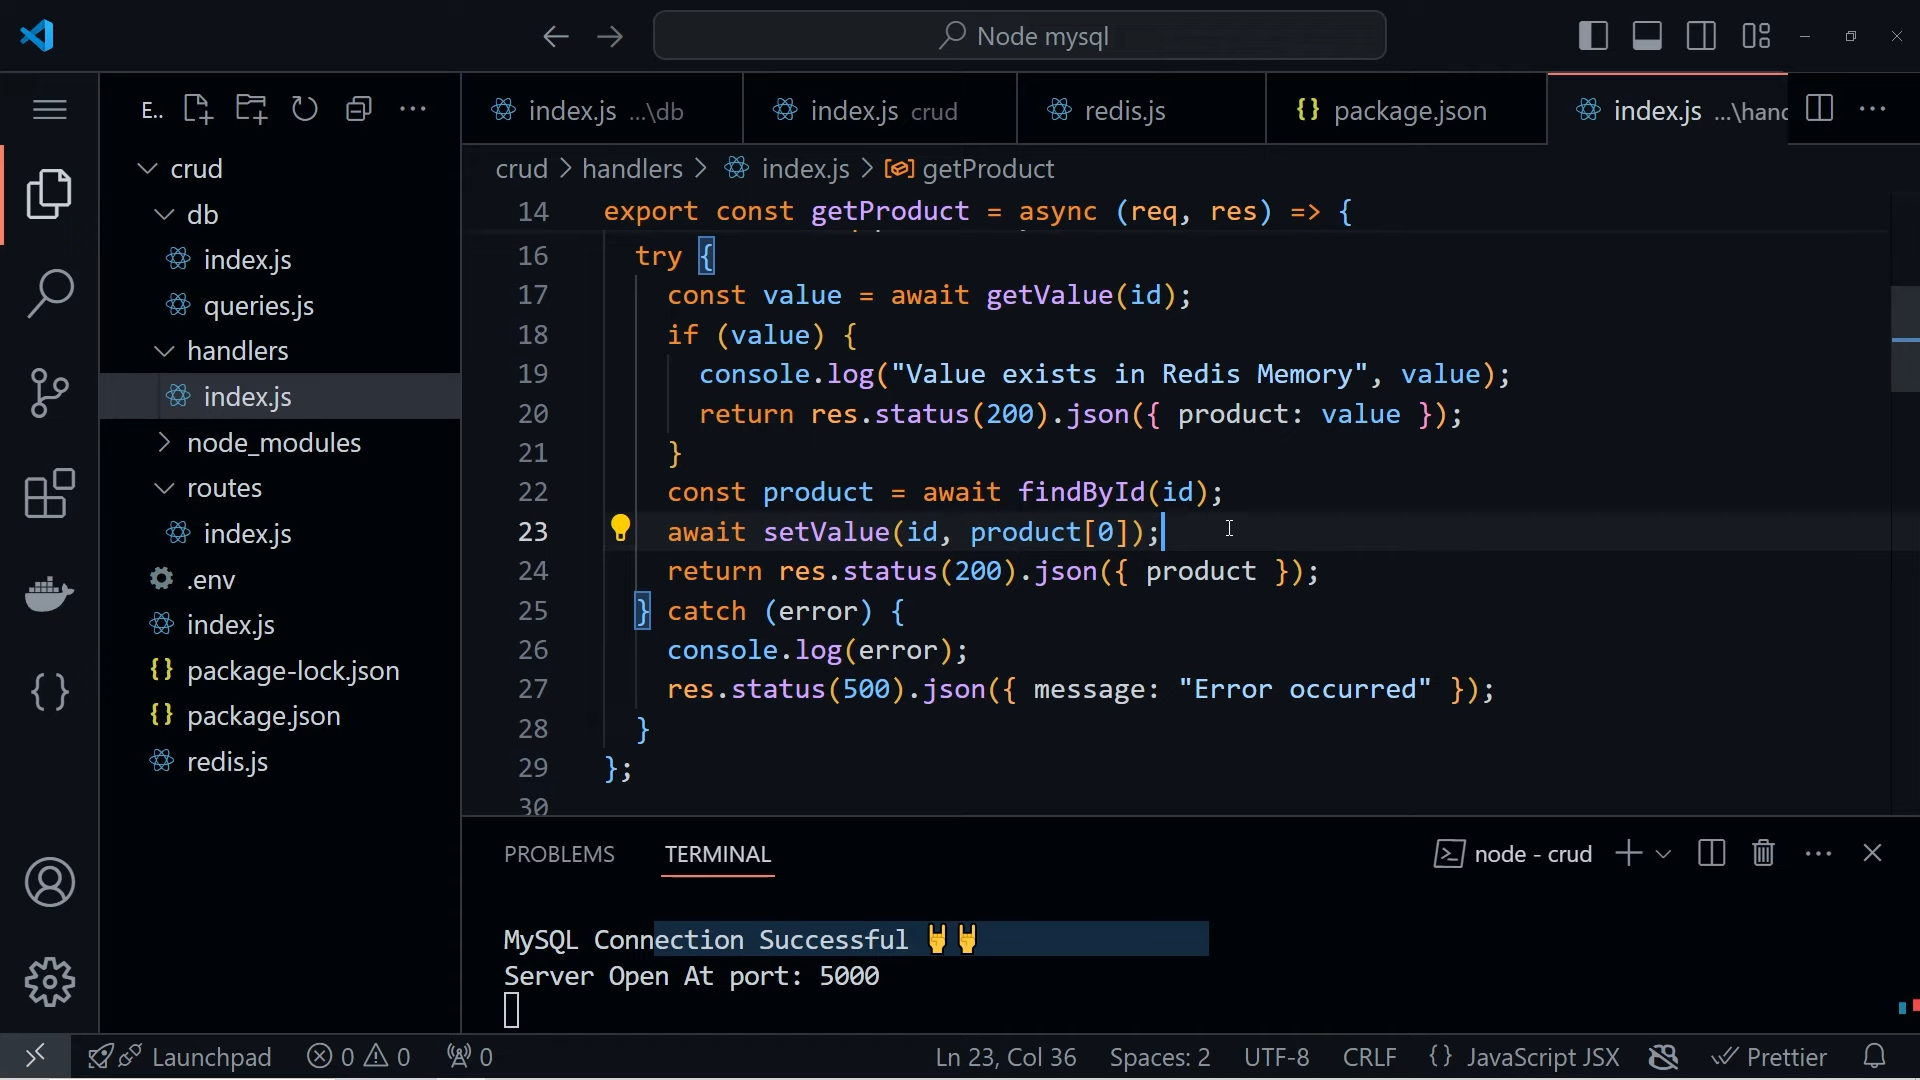 Node mysql
E..
index.js ...\db
index.js crud
redis.js
{} package.json
index.js ...\hand
crud > handlers > index.js > getProduct
crud
db
index.js
queries.js
handlers
index.js
node_modules
routes
index.js
.env
index.js
{} package-lock.json
{} package.json
redis.js
14 export const getProduct = async (req, res) => {
16 try {
17 const value = await getValue(id);
18 if (value) {
19 console.log("Value exists in Redis Memory", value);
20 return res.status(200).json({ product: value });
21 }
22 const product = await findById(id);
23 await setValue(id, product[0]);
24 return res.status(200).json({ product });
25 } catch (error) {
26 console.log(error);
27 res.status(500).json({ message: "Error occurred" });
28 }
29 };
30
PROBLEMS
TERMINAL
node - crud
MySQL Connection Successful 🤘🤘
Server Open At port: 5000
Launchpad
0
0
0
Ln 23, Col 36
Spaces: 2
UTF-8
CRLF
{} JavaScript JSX
Prettier